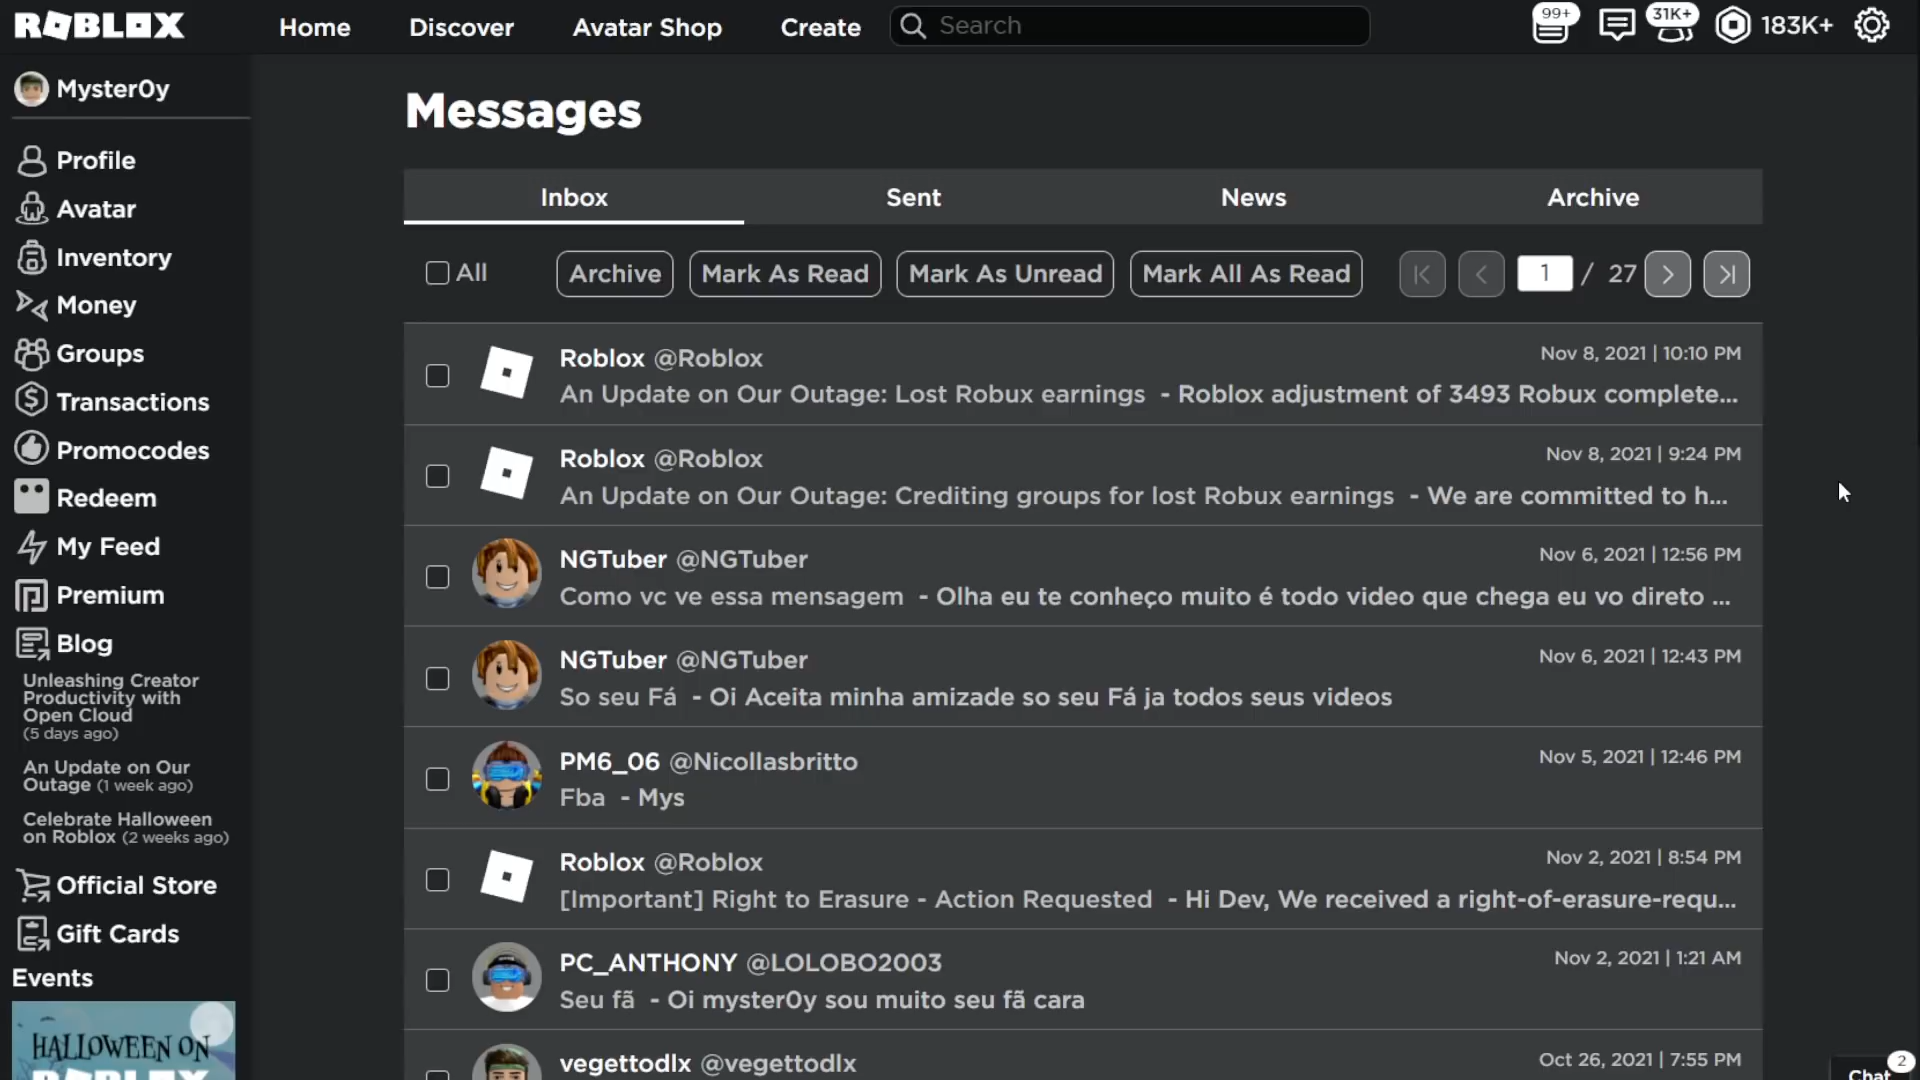 ROBLOX
Home
Discover
Avatar Shop
Create
Search
99+
31K+
183K+
Myster0y
Profile
Avatar
Inventory
Money
Groups
Transactions
Promocodes
Redeem
My Feed
Premium
Blog
Unleashing Creator
Productivity with
Open Cloud
(5 days ago)
An Update on Our
Outage (1 week ago)
Celebrate Halloween
on Roblox (2 weeks ago)
Official Store
Gift Cards
Events
HALLOWEEN ON
ROBLOX
Messages
Inbox
Sent
News
Archive
All
Archive
Mark As Read
Mark As Unread
Mark All As Read
1 / 27
Roblox @Roblox
Nov 8, 2021 | 10:10 PM
An Update on Our Outage: Lost Robux earnings - Roblox adjustment of 3493 Robux complete...
Roblox @Roblox
Nov 8, 2021 | 9:24 PM
An Update on Our Outage: Crediting groups for lost Robux earnings - We are committed to h...
NGTuber @NGTuber
Nov 6, 2021 | 12:56 PM
Como vc ve essa mensagem - Olha eu te conheço muito é todo video que chega eu vo direto ...
NGTuber @NGTuber
Nov 6, 2021 | 12:43 PM
So seu Fá - Oi Aceita minha amizade so seu Fá ja todos seus videos
PM6_06 @Nicollasbritto
Nov 5, 2021 | 12:46 PM
Fba - Mys
Roblox @Roblox
Nov 2, 2021 | 8:54 PM
[Important] Right to Erasure - Action Requested - Hi Dev, We received a right-of-erasure-requ...
PC_ANTHONY @LOLOBO2003
Nov 2, 2021 | 1:21 AM
Seu fã - Oi myster0y sou muito seu fã cara
vegettodlx @vegettodlx
Oct 26, 2021 | 7:55 PM
Chat
2